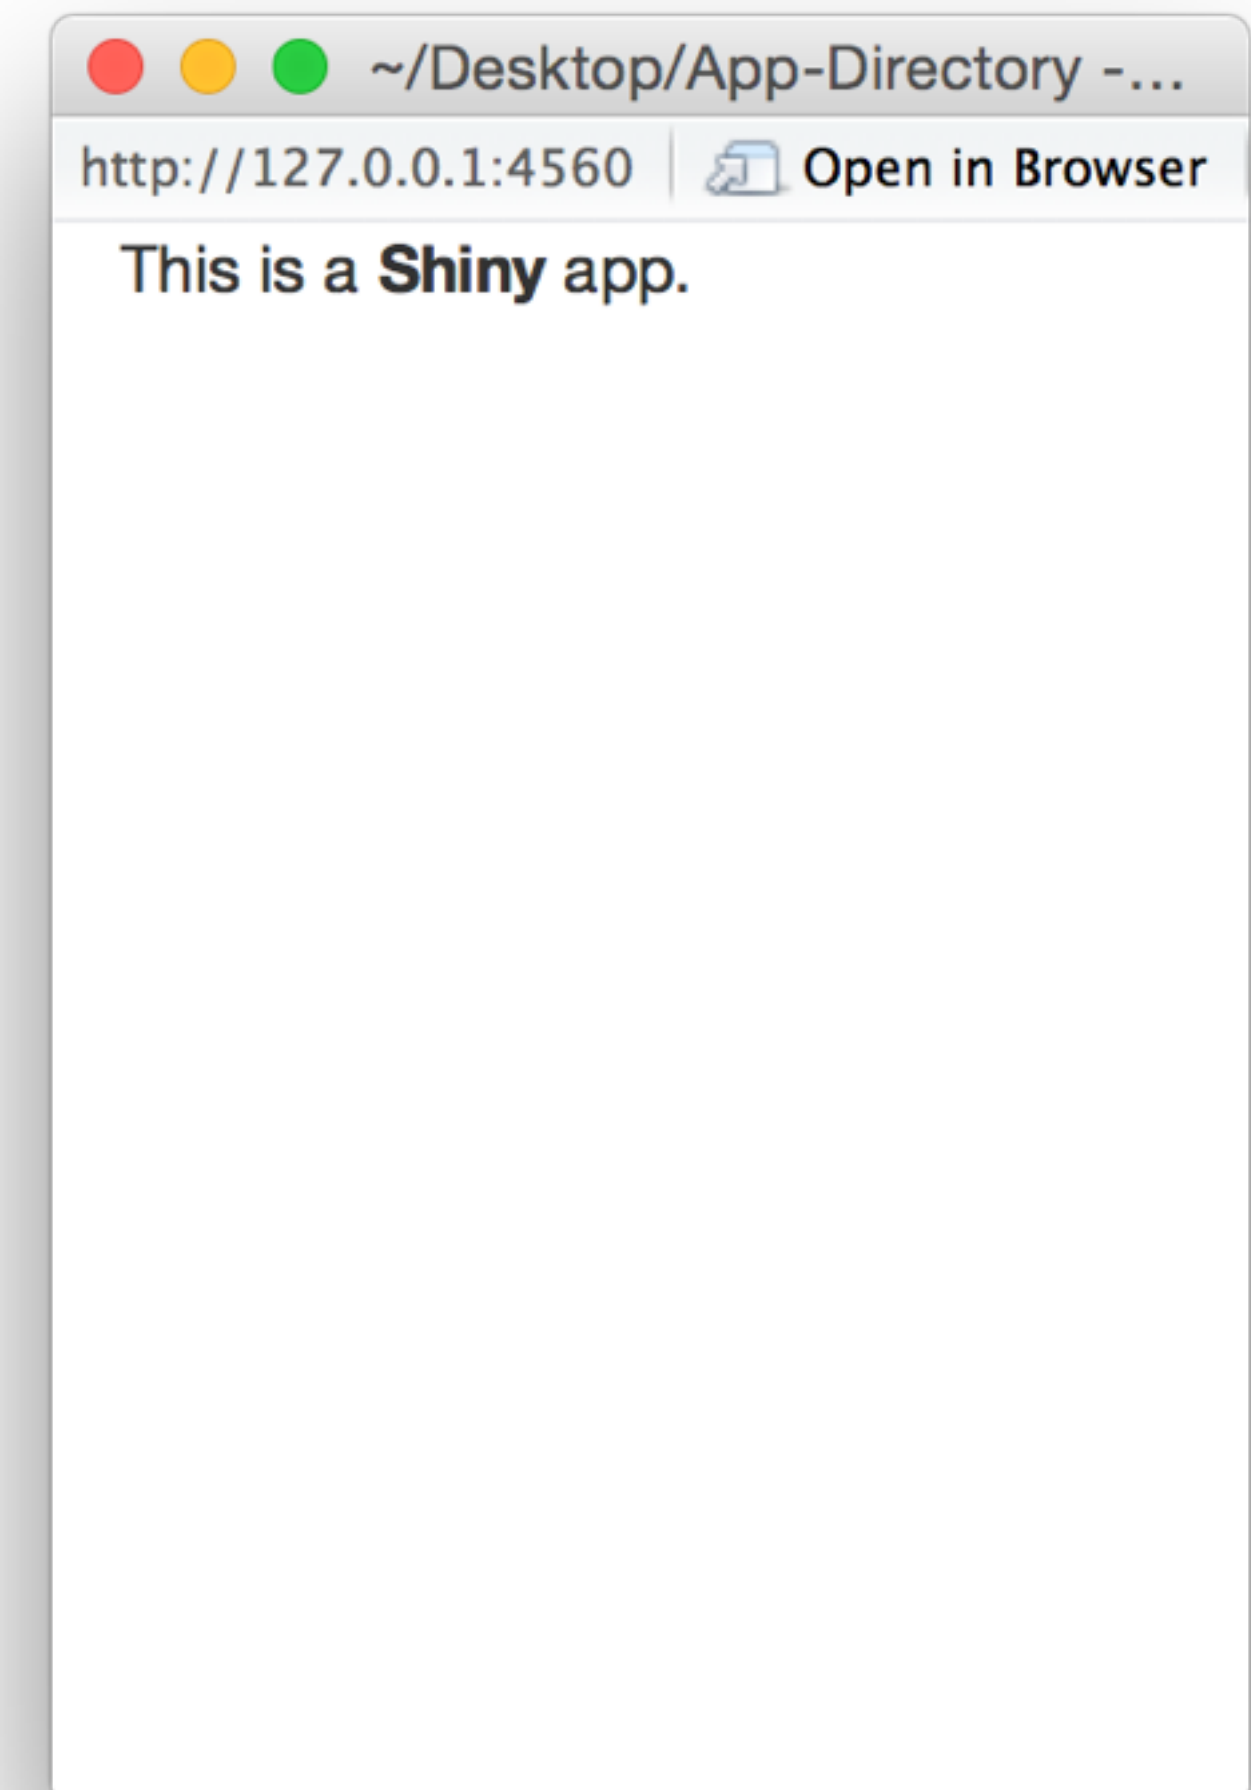 ~/Desktop/App-Directory -...
http://127.0.0.1:4560 Open in Browser
This is a Shiny app.